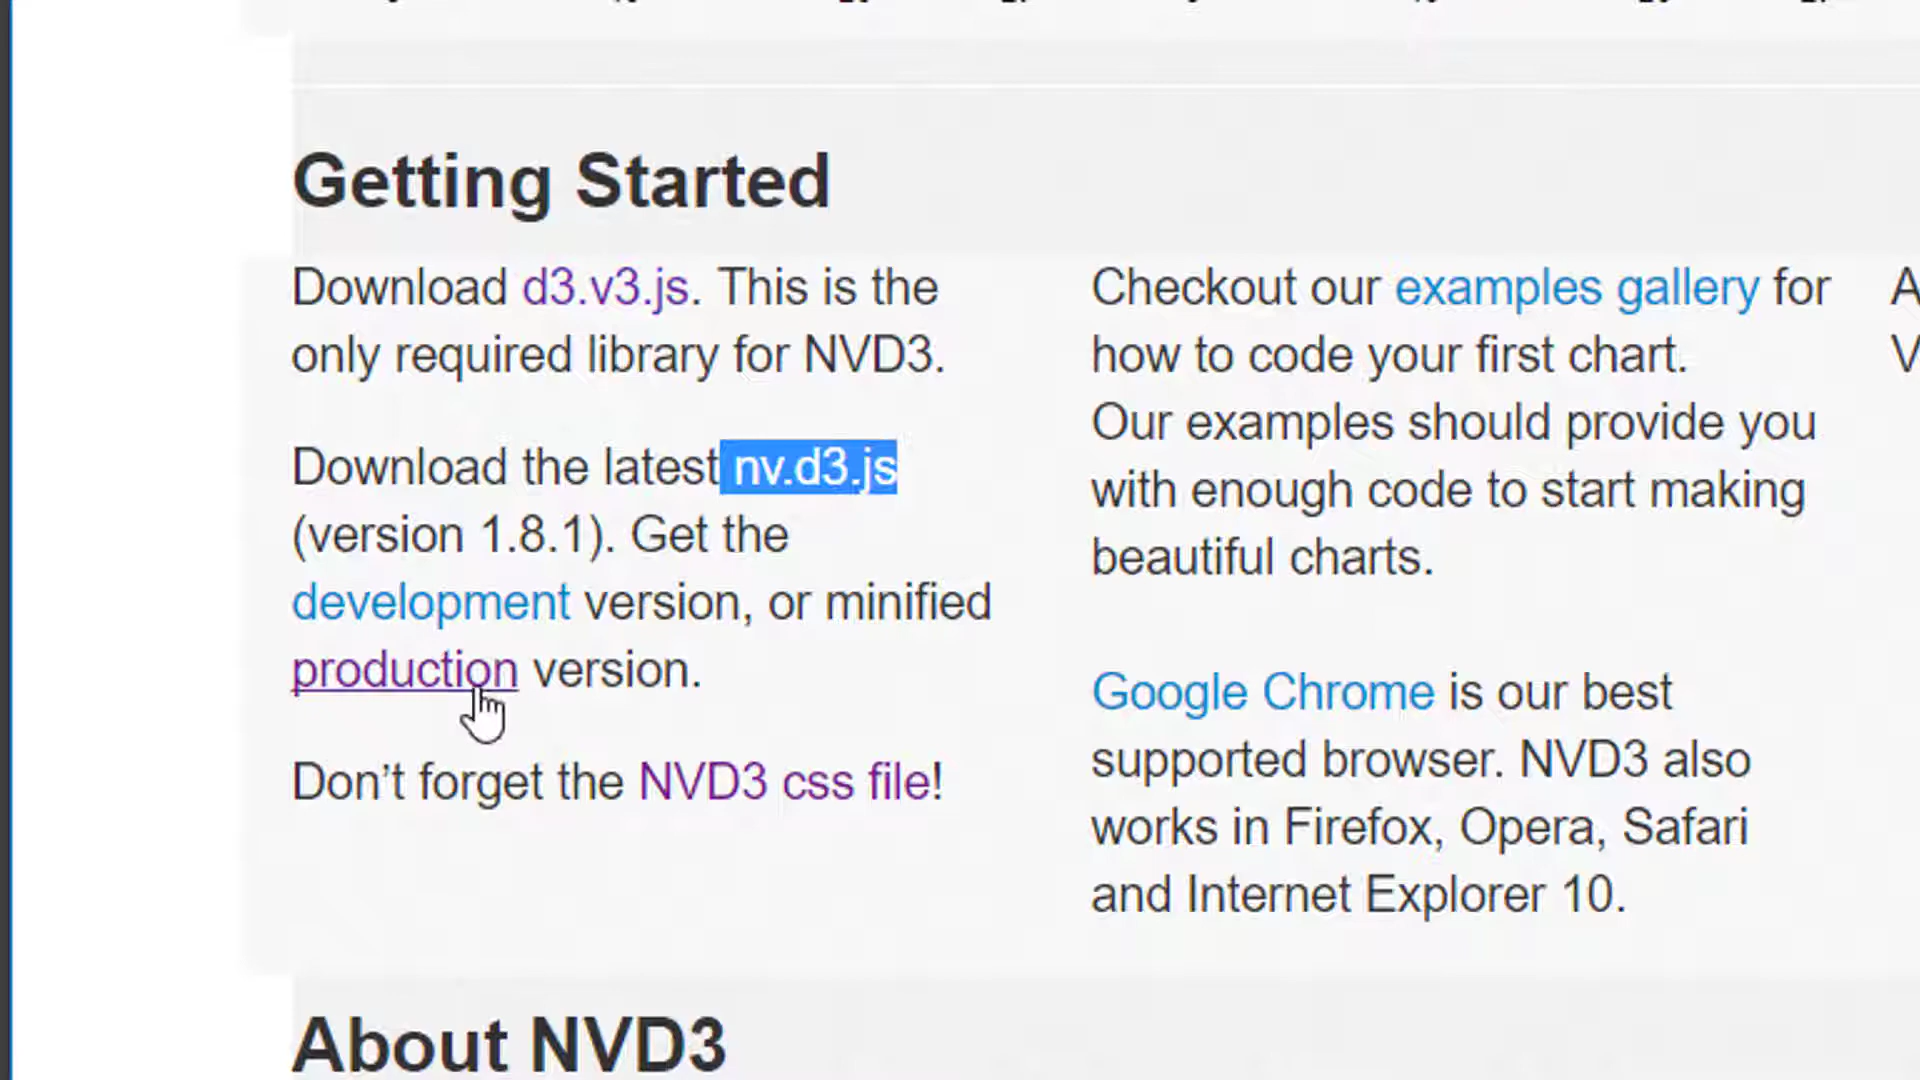 Getting Started
Download d3.v3.js. This is the
only required library for NVD3.
Download the latest nv.d3.js
(version 1.8.1). Get the
development version, or minified
production version.
Don’t forget the NVD3 css file!
Checkout our examples gallery for
how to code your first chart.
Our examples should provide you
with enough code to start making
beautiful charts.
Google Chrome is our best
supported browser. NVD3 also
works in Firefox, Opera, Safari
and Internet Explorer 10.
About NVD3